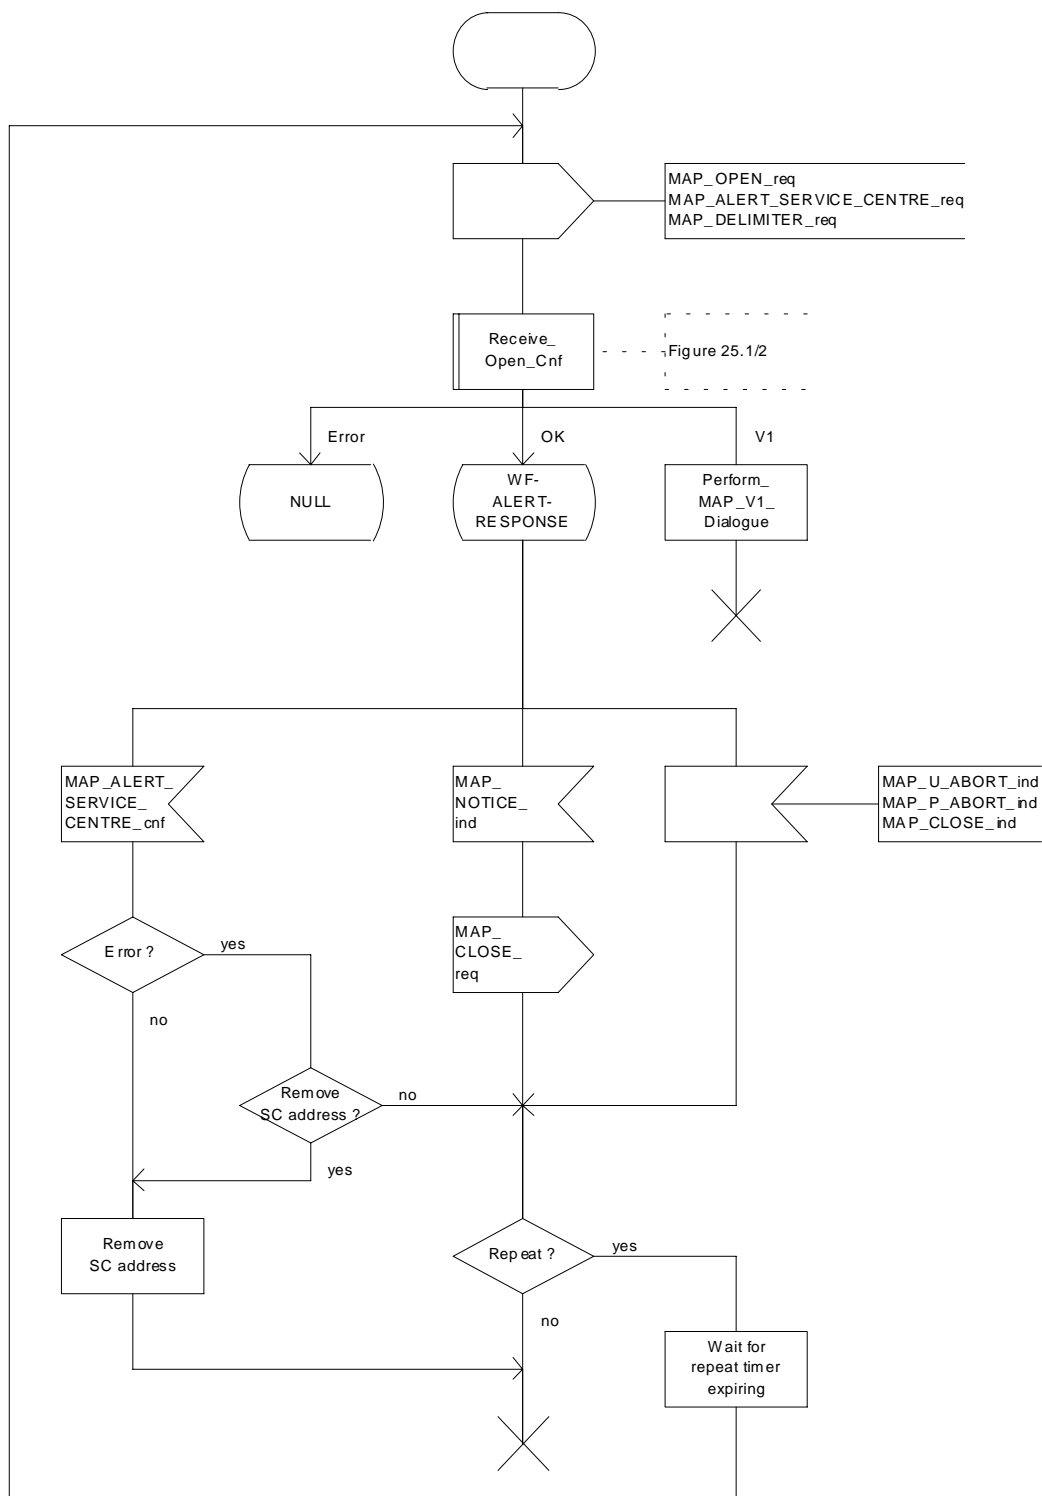 MAP_OPEN_req
MAP_ALERT_SERVICE_CENTRE_req
MAP_DELIMITER_req
Receive_
Open_Cnf
Figure 25.1/2
Error
OK
V1
NULL
WF-
ALERT-
RESPONSE
Perform_
MAP_V1_
Dialogue
MAP_ALERT_
SERVICE_
CENTRE_cnf
MAP_
NOTICE_
ind
MAP_U_ABORT_ind
MAP_P_ABORT_ind
MAP_CLOSE_ind
Error ?
yes
MAP_
CLOSE_
req
no
Remove
SC address ?
no
yes
Remove
SC address
Repeat ?
yes
no
Wait for
repeat timer
expiring